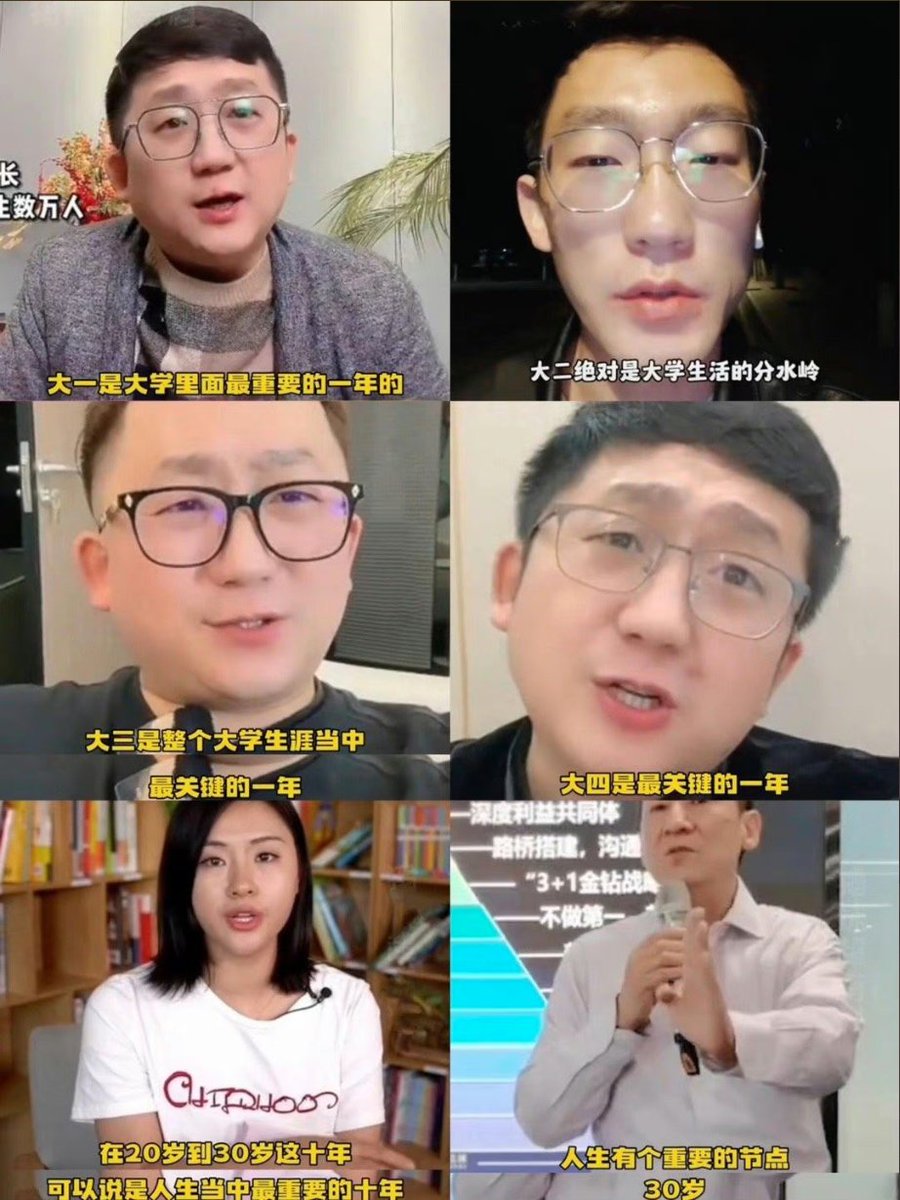 长
生数万人
大一是大学里面最重要的一年的
大二绝对是大学生活的分水岭
大三是整个大学生涯当中
最关键的一年
大四是最关键的一年
CHILDHOOD
在20岁到30岁这十年
可以说是人生当中最重要的十年
深度利益共同体
路桥搭建，沟通
“3+1金钻战略
不做第一
人生有个重要的节点
30岁